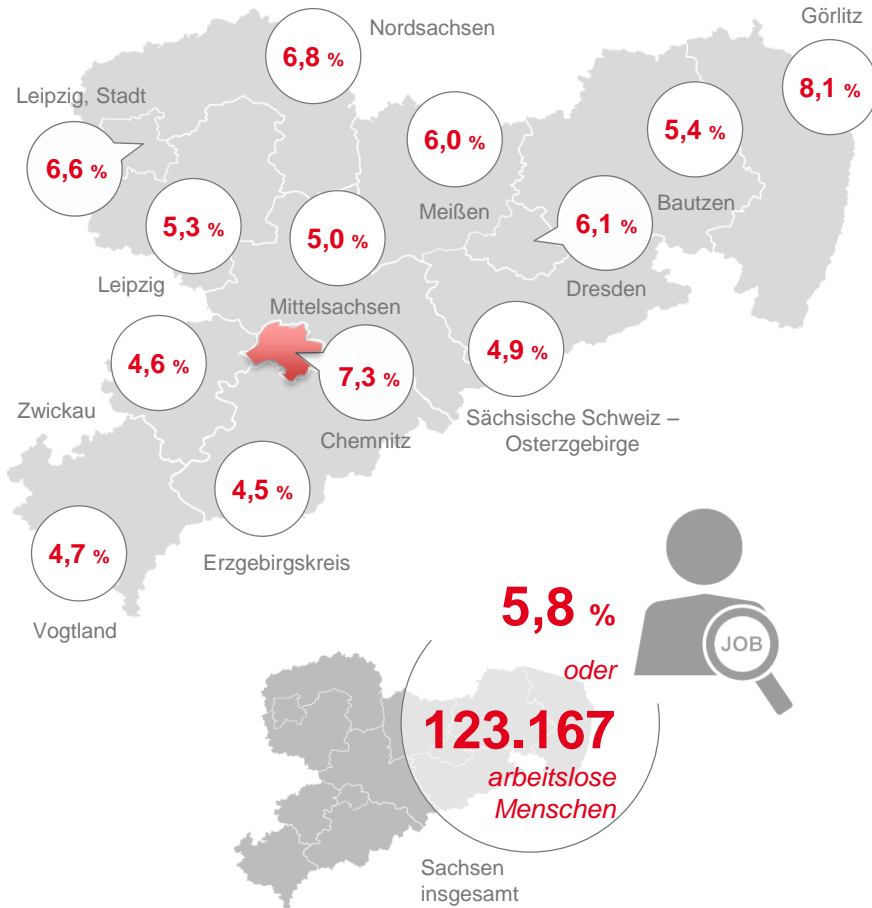 Görlitz
8,1 %
Nordsachsen
6,8 %
Leipzig, Stadt
6,6 %
6,0 %
Meißen
5,4 %
Bautzen
5,3 %
Leipzig
5,0 %
Mittelsachsen
6,1 %
Dresden
4,6 %
Zwickau
7,3 %
Chemnitz
4,9 %
Sächsische Schweiz –
Osterzgebirge
4,5 %
Erzgebirgskreis
4,7 %
Vogtland
5,8 %
oder
123.167
arbeitslose
Menschen
JOB
Sachsen
insgesamt